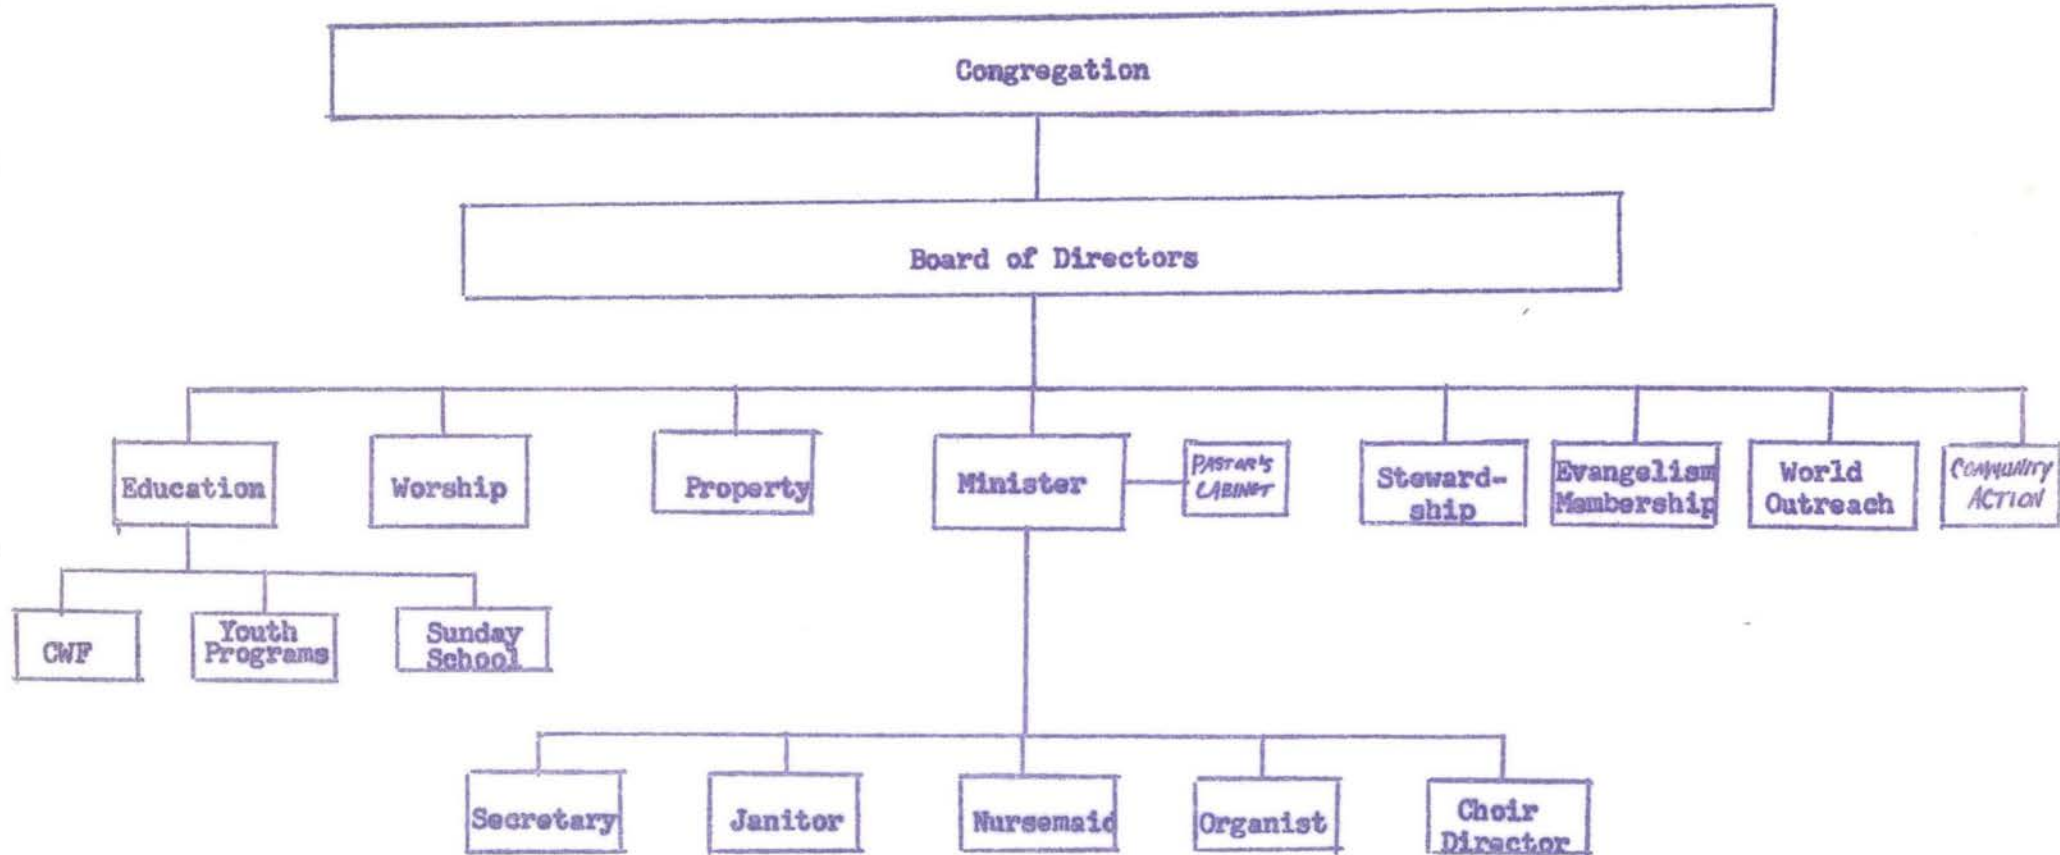 Congregation
Board of Directors
Education
Worship
Property
Minister
PASTOR'S
CABINET
Steward-
ship
Evangelism
Membership
World
Outreach
COMMUNITY
ACTION
CWF
Youth
Programs
Sunday
School
Secretary
Janitor
Nursemaid
Organist
Choir
Director